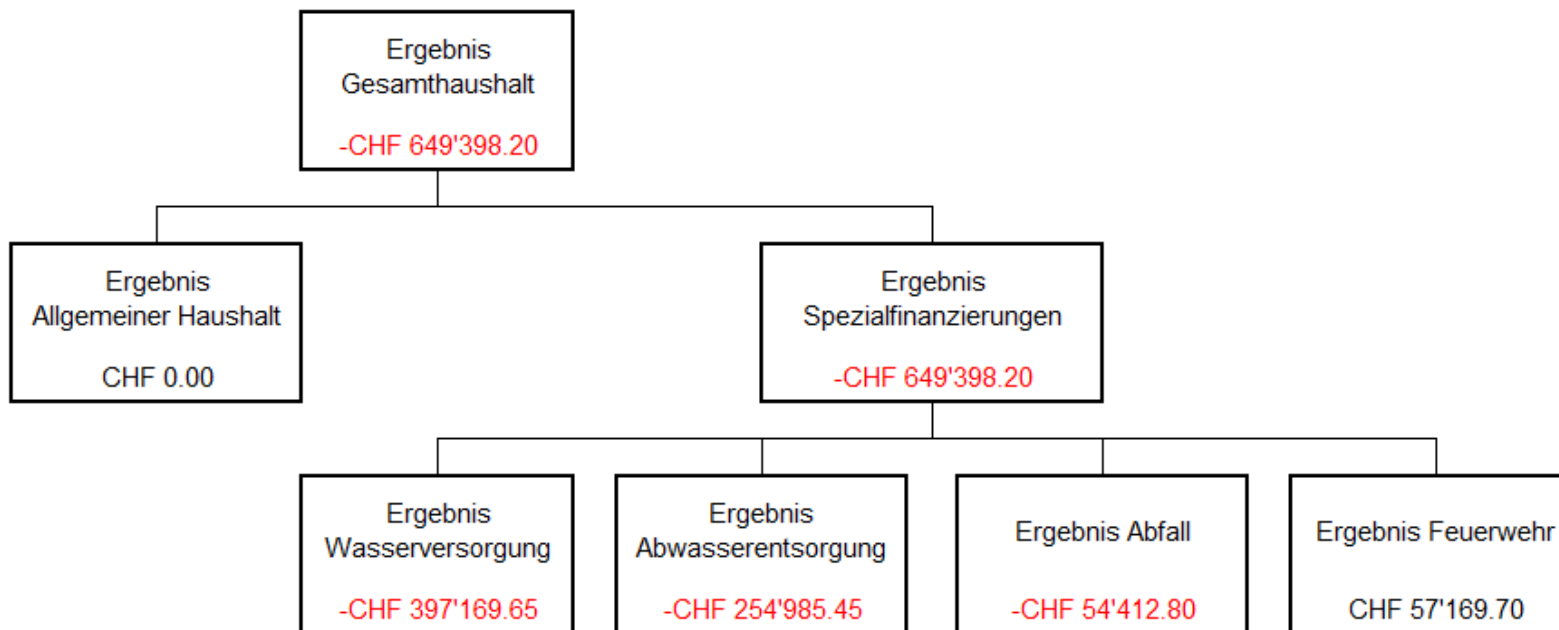 Ergebnis
Gesamthaushalt
-CHF 649'398.20
Ergebnis
Allgemeiner Haushalt
CHF 0.00
Ergebnis
Spezialfinanzierungen
-CHF 649'398.20
Ergebnis
Wasserversorgung
-CHF 397'169.65
Ergebnis
Abwasserentsorgung
-CHF 254'985.45
Ergebnis Abfall
-CHF 54'412.80
Ergebnis Feuerwehr
CHF 57'169.70